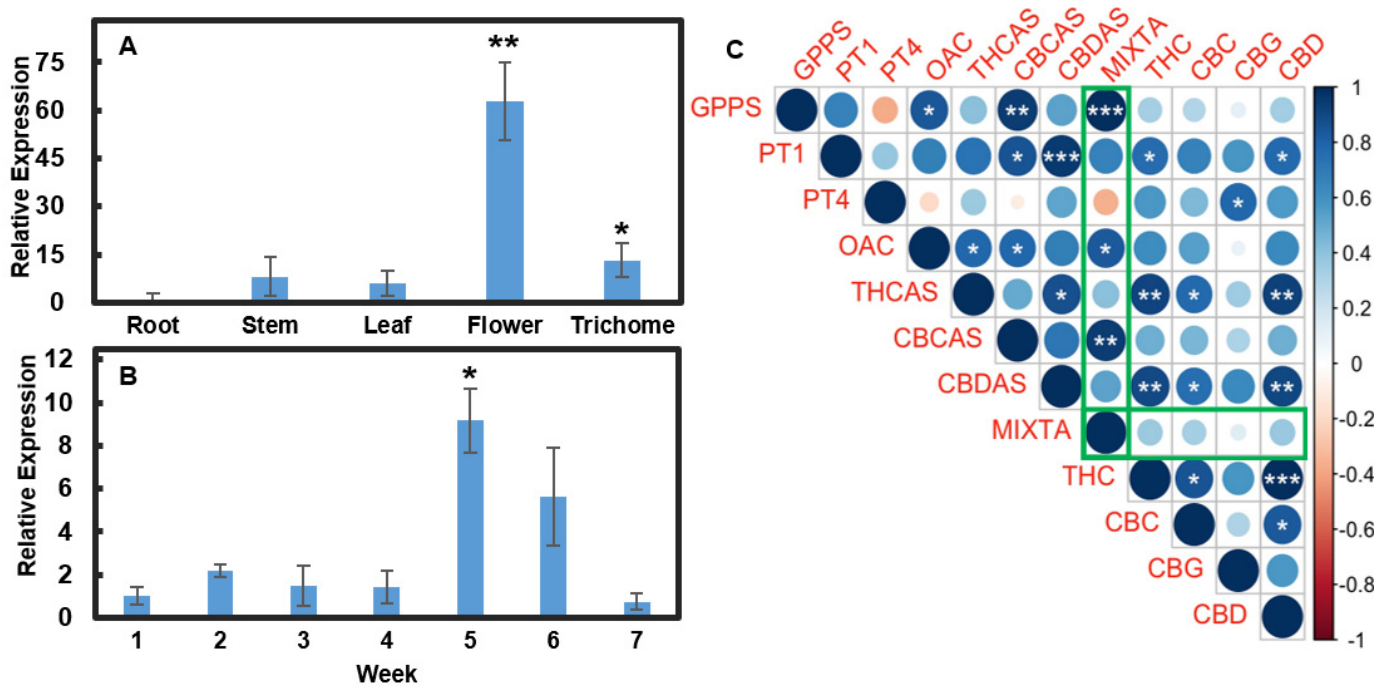 A
Relative Expression
75
60
45
30
15
0
**
*
Root Stem Leaf Flower Trichome
B
Relative Expression
12
10
8
6
4
2
0
*
1 2 3 4 5 6 7
Week
C
GPPS PT1 PT4 OAC THCAS CBCAS CBDAS MIXTA THC CBC CBG CBD
GPPS * ** ***
PT1 * *** * *
PT4 *
OAC * * *
THCAS * ** * **
CBCAS **
CBDAS ** * **
MIXTA
THC * ***
CBC *
CBG
CBD
1
0.8
0.6
0.4
0.2
0
-0.2
-0.4
-0.6
-0.8
-1